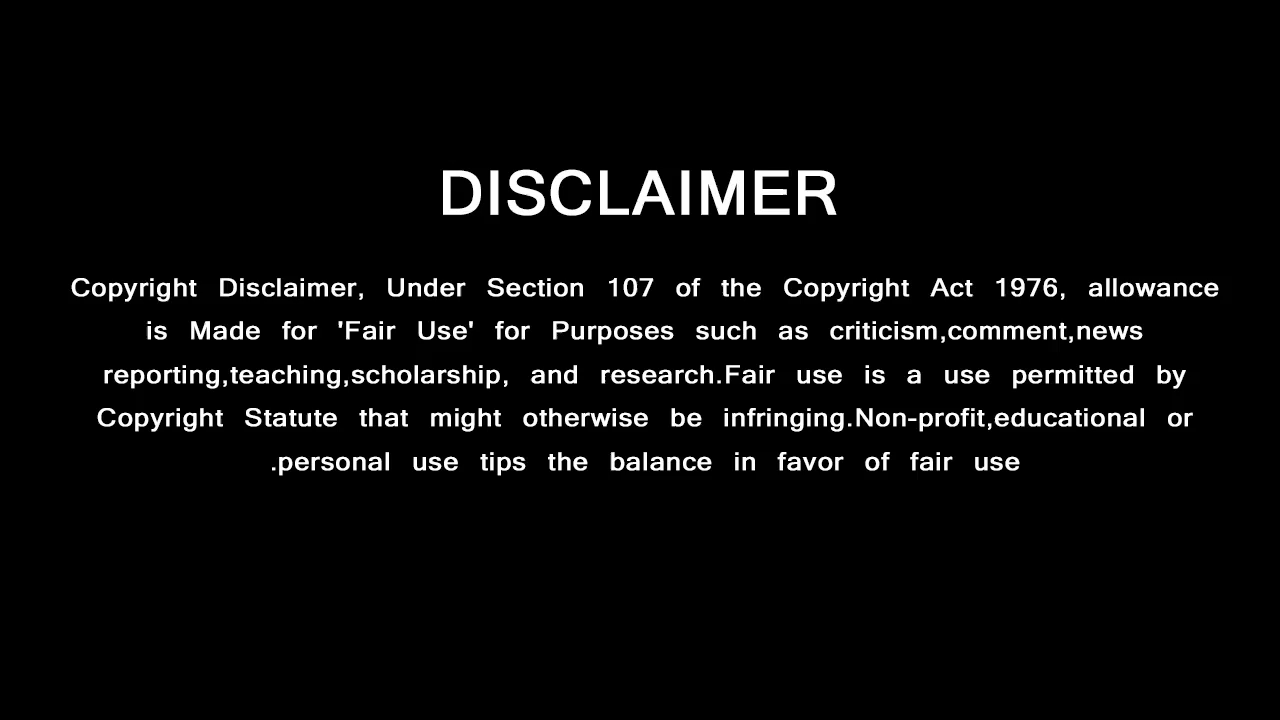 DISCLAIMER
Copyright Disclaimer, Under Section 107 of the Copyright Act 1976, allowance
is Made for 'Fair Use' for Purposes such as criticism,comment,news
reporting,teaching,scholarship, and research.Fair use is a use permitted by
Copyright Statute that might otherwise be infringing.Non-profit,educational or
.personal use tips the balance in favor of fair use